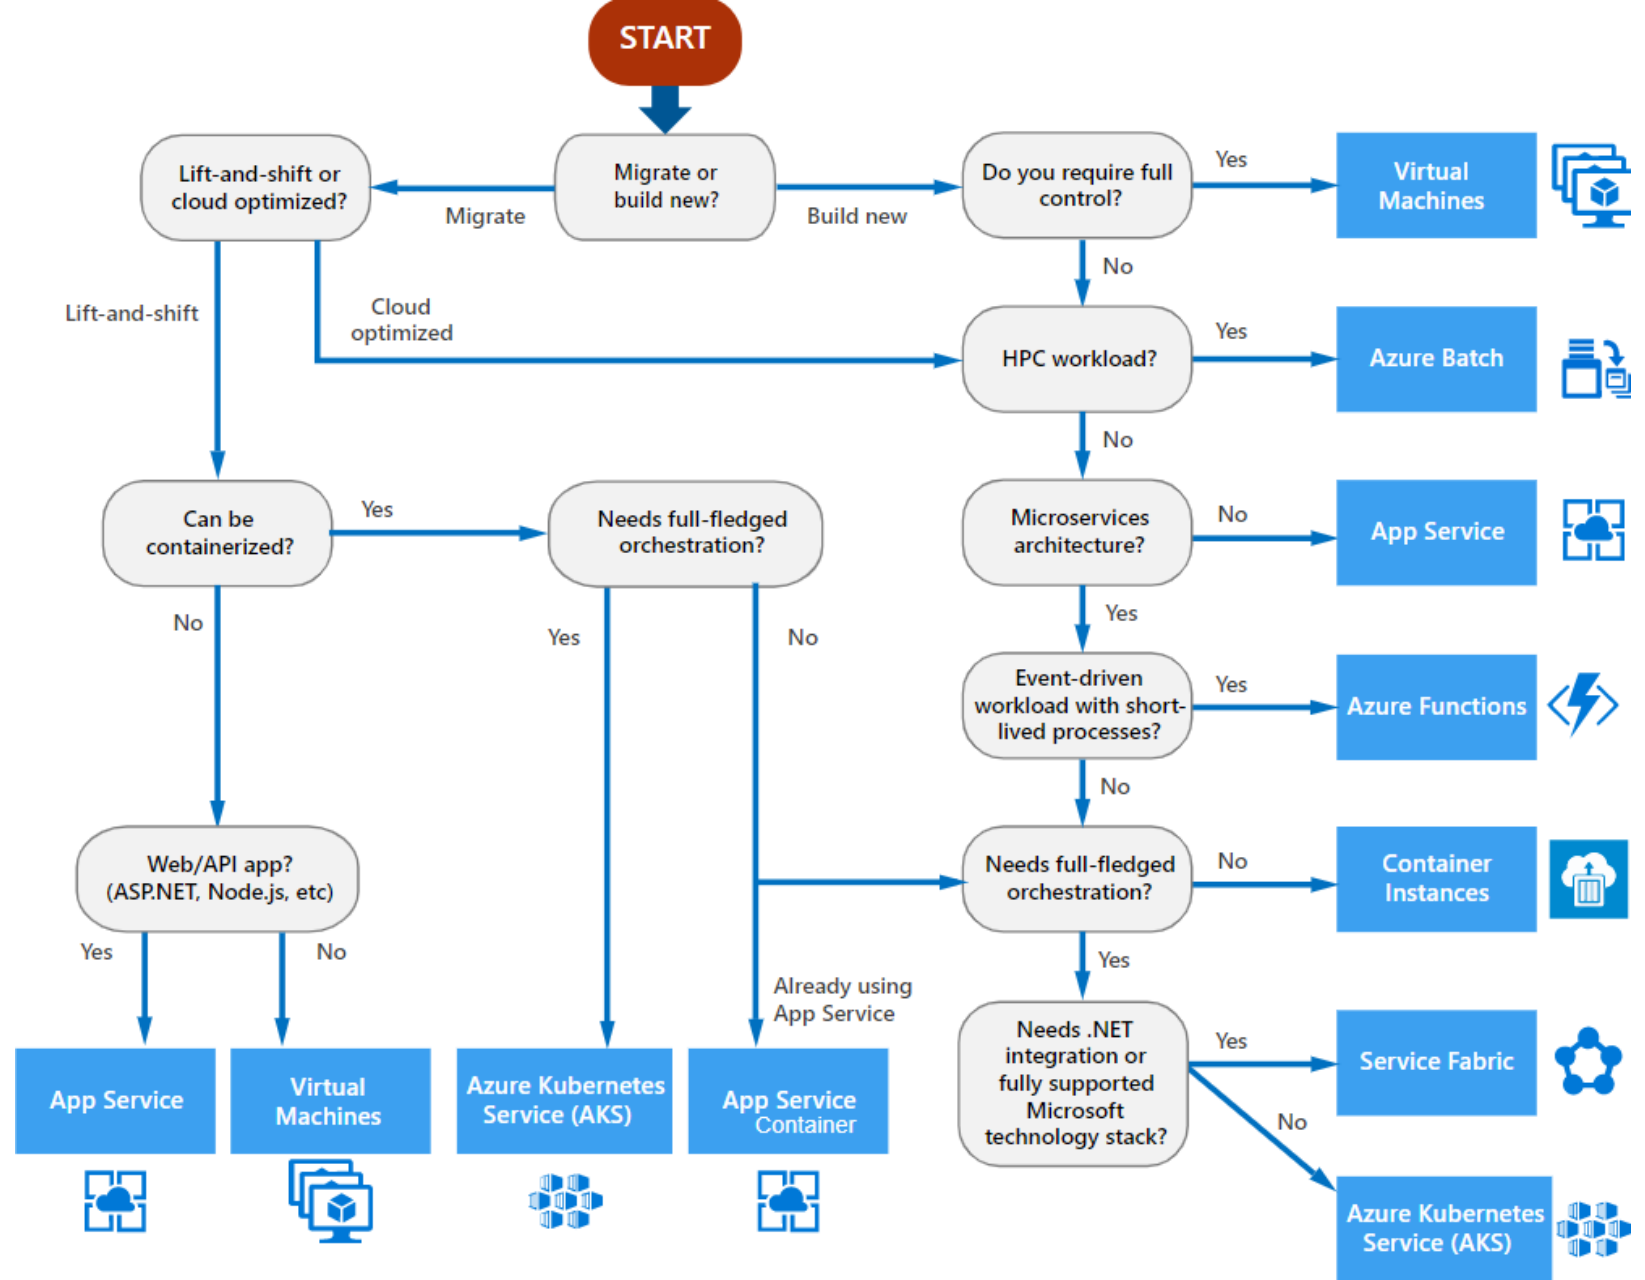 START
Migrate or
build new?
Migrate
Build new
Lift-and-shift or
cloud optimized?
Do you require full
control?
Yes
Virtual
Machines
No
Lift-and-shift
Cloud
optimized
HPC workload?
Yes
Azure Batch
No
Can be
containerized?
Yes
Needs full-fledged
orchestration?
Microservices
architecture?
No
App Service
Yes
No
Yes
No
Event-driven
workload with short-
lived processes?
Yes
Azure Functions
No
Web/API app?
(ASP.NET, Node.js, etc)
Yes
No
Needs full-fledged
orchestration?
No
Container
Instances
Yes
Already using
App Service
Needs .NET
integration or
fully supported
Microsoft
technology stack?
Yes
Service Fabric
No
Azure Kubernetes
Service (AKS)
App Service
Virtual
Machines
Azure Kubernetes
Service (AKS)
App Service
Container